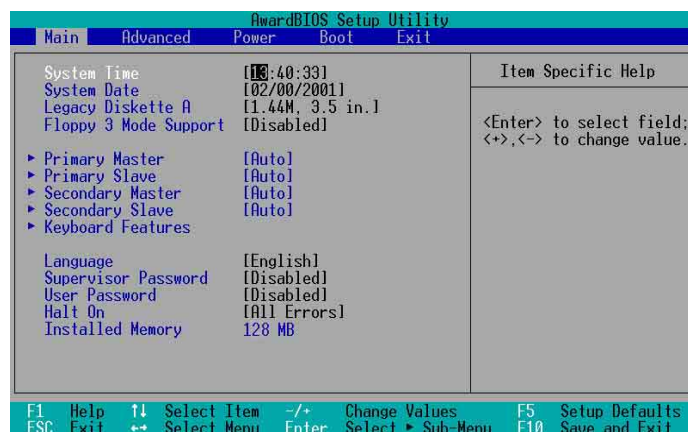 AwardBIOS Setup Utility
Main Advanced Power Boot Exit
System Time [13:40:33]
System Date [02/00/2001]
Legacy Diskette A [1.44M, 3.5 in.]
Floppy 3 Mode Support [Disabled]
Primary Master [Auto]
Primary Slave [Auto]
Secondary Master [Auto]
Secondary Slave [Auto]
Keyboard Features
Language [English]
Supervisor Password [Disabled]
User Password [Disabled]
Halt On [All Errors]
Installed Memory 128 MB
Item Specific Help
<Enter> to select field;
<+>,<-> to change value.
F1 Help ↑↓ Select Item -/+ Change Values F5 Setup Defaults
ESC Exit ←→ Select Menu Enter Select ► Sub-Menu F10 Save and Exit